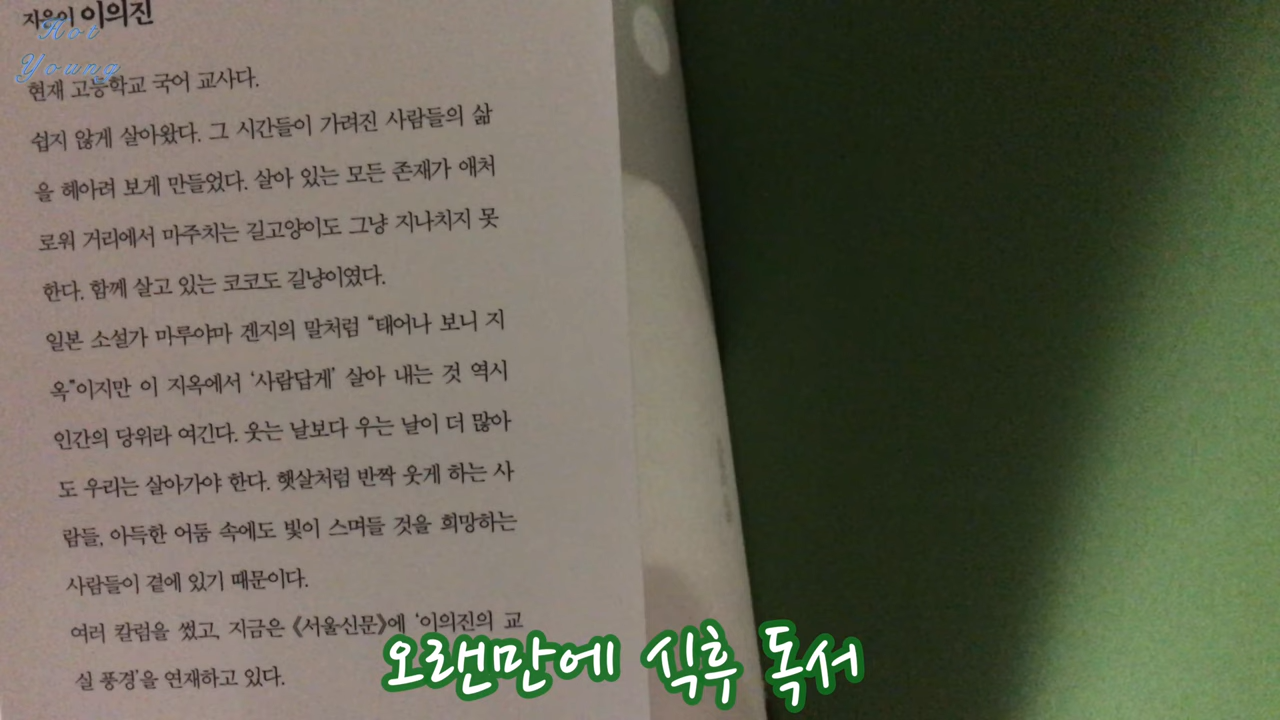 지은이 이의진
Hot
Young
현재 고등학교 국어 교사다.
쉽지 않게 살아왔다. 그 시간들이 가려진 사람들의 삶
을 헤아려 보게 만들었다. 살아 있는 모든 존재가 애처
로워 거리에서 마주치는 길고양이도 그냥 지나치지 못
한다. 함께 살고 있는 코코도 길냥이였다.
일본 소설가 마루야마 겐지의 말처럼 “태어나 보니 지
옥”이지만 이 지옥에서 ‘사람답게’ 살아 내는 것 역시
인간의 당위라 여긴다. 웃는 날보다 우는 날이 더 많아
도 우리는 살아가야 한다. 햇살처럼 반짝 웃게 하는 사
람들, 아득한 어둠 속에도 빛이 스며들 것을 희망하는
사람들이 곁에 있기 때문이다.
여러 칼럼을 썼고, 지금은 《서울신문》에 ‘이의진의 교
실 풍경’을 연재하고 있다.
오랜만에 식후 독서